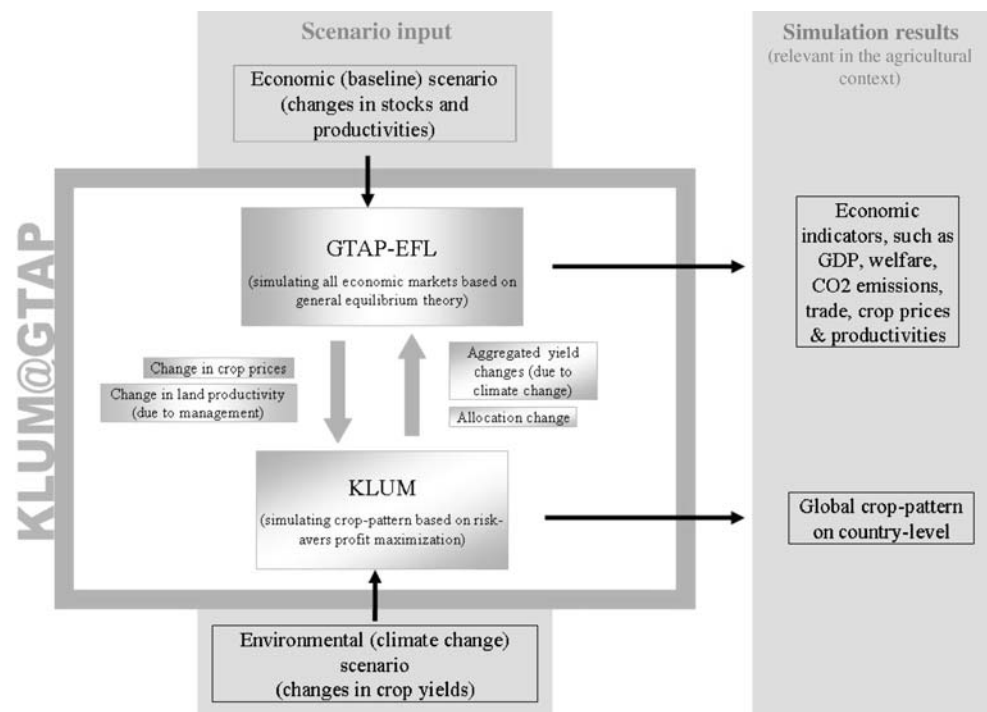 Scenario input
Simulation results
(relevant in the agricultural
context)
Economic (baseline) scenario
(changes in stocks and
productivities)
KLUM@GTAP
GTAP-EFL
(simulating all economic markets based on
general equilibrium theory)
Economic
indicators, such as
GDP, welfare,
CO2 emissions,
trade, crop prices
& productivities
Change in crop prices
Change in land productivity
(due to management)
Aggregated yield
changes (due to
climate change)
Allocation change
KLUM
(simulating crop-pattern based on risk-
avers profit maximization)
Global crop-pattern
on country-level
Environmental (climate change)
scenario
(changes in crop yields)